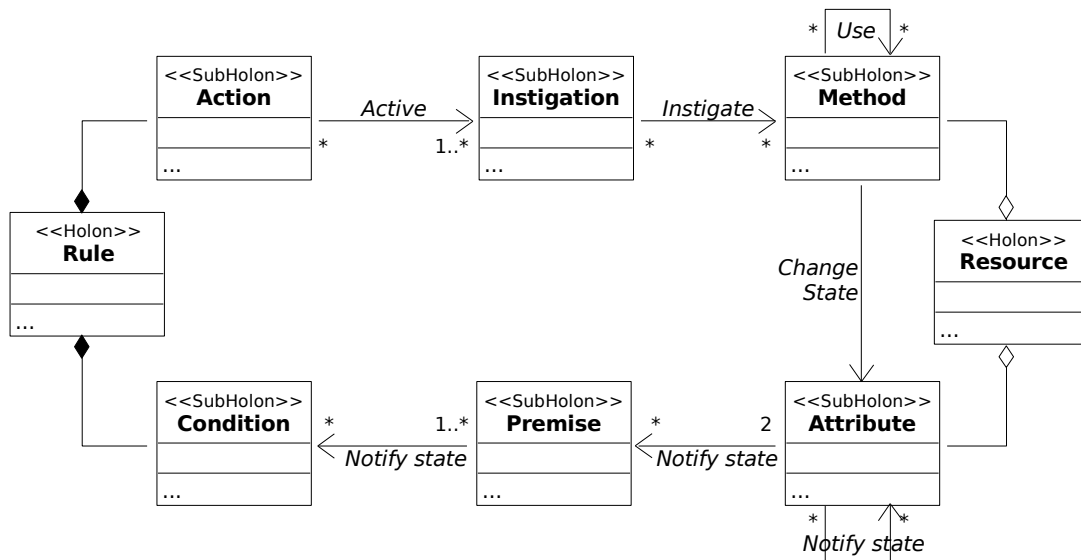 * Use *
<<SubHolon>>
Action
...
Active
* 1..*
<<SubHolon>>
Instigation
...
Instigate
* *
<<SubHolon>>
Method
...
<<Holon>>
Rule
...
Change
State
<<Holon>>
Resource
...
<<SubHolon>>
Condition
...
* 1..*
Notify state
<<SubHolon>>
Premise
...
* 2
Notify state
<<SubHolon>>
Attribute
...
* *
Notify state